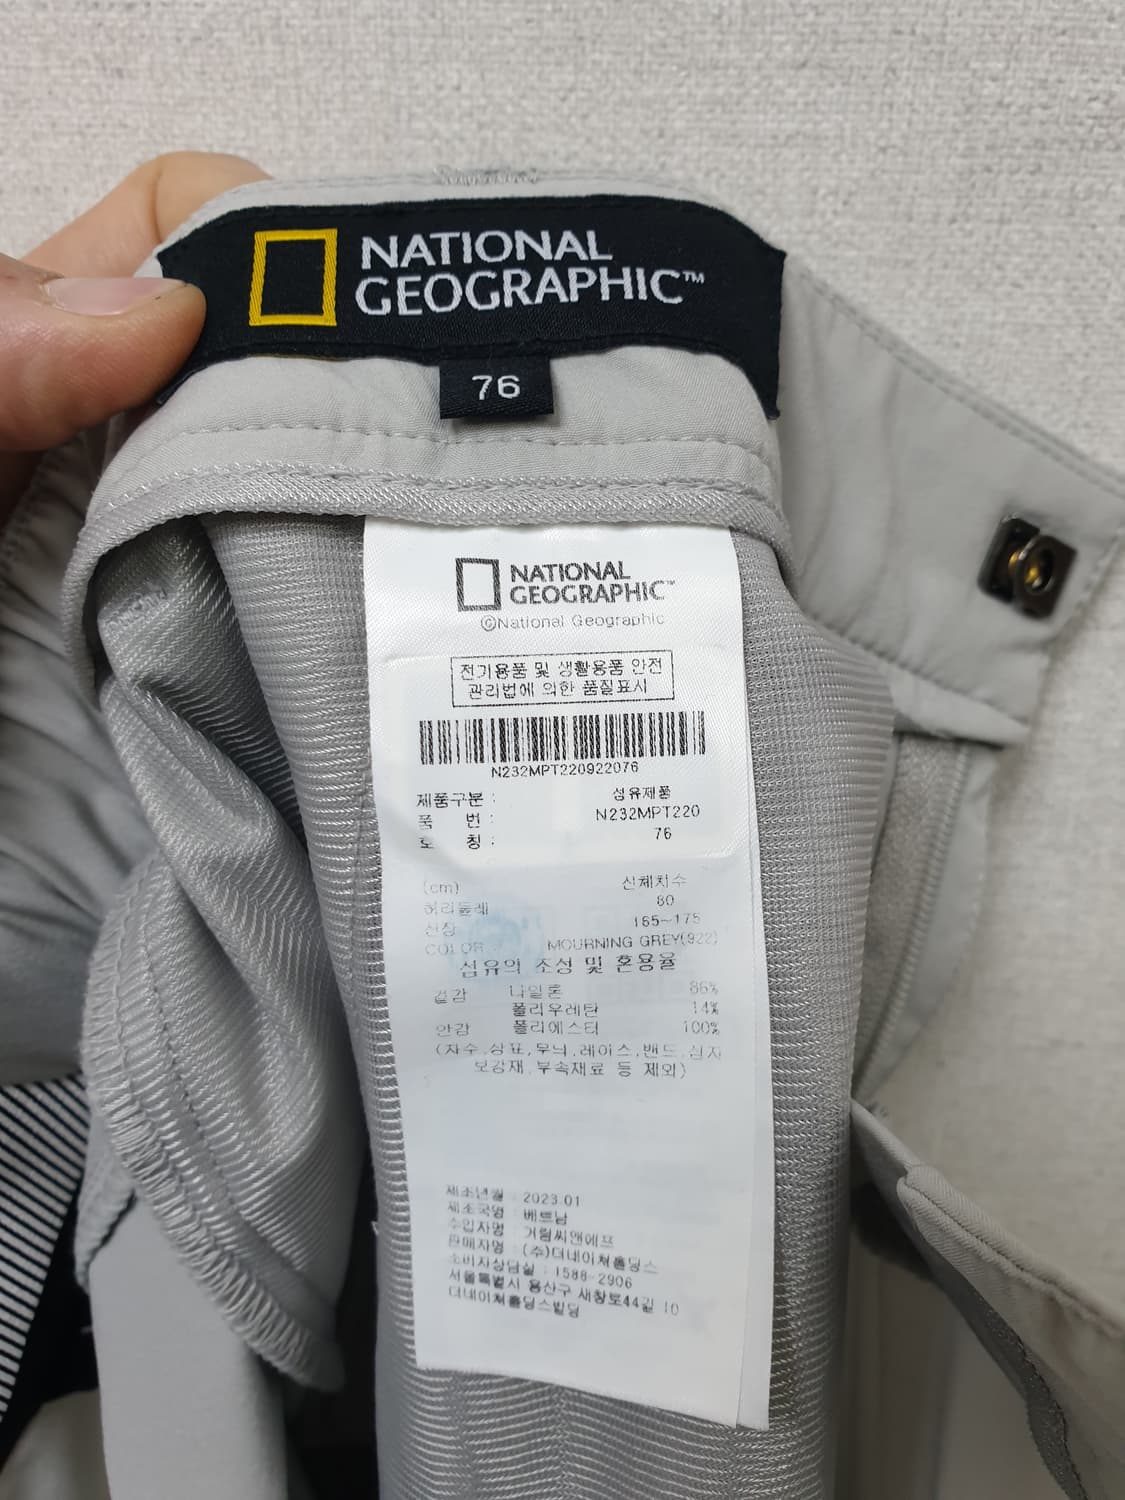 NATIONAL
GEOGRAPHIC™
76
NATIONAL
GEOGRAPHIC™
©National Geographic
전기용품 및 생활용품 안전
관리법에 의한 품질표시
N232MPT220922076
제품구분 : 섬유제품
품 번 : N232MPT220
호 칭 : 76
(cm) 신체치수
허리둘레 80
신장 165~175
COLOR : MOURNING GREY(922)
섬유의 조성 및 혼용율
겉감 나일론 86%
폴리우레탄 14%
안감 폴리에스터 100%
(자수,상표,무늬,레이스,밴드,심지
보강재,부속재료 등 제외)
제조년월 : 2023.01
제조국명 : 베트남
수입자명 : 거림씨앤에프
판매자명 : (주)더네이쳐홀딩스
소비자상담실 : 1588-2906
서울특별시 용산구 새창로44길 10
더네이쳐홀딩스빌딩